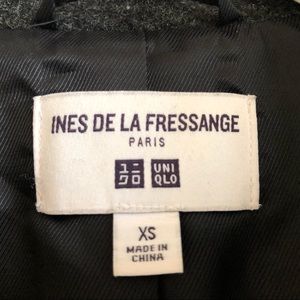 INES DE LA FRESSANGE
PARIS
ユニ UNI
クロ QLO
XS
MADE IN
CHINA